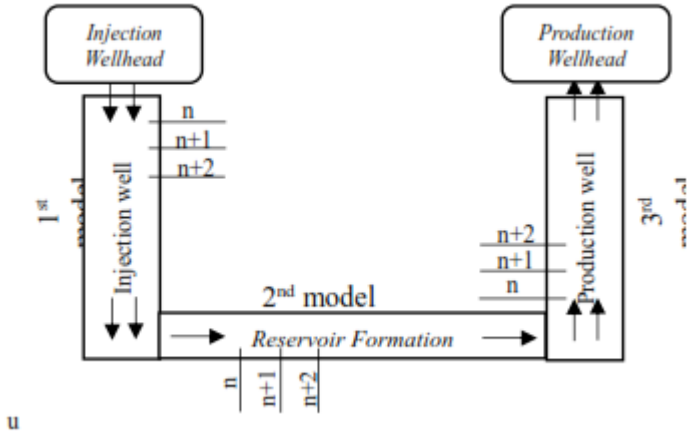 Injection
Wellhead
Production
Wellhead
n
n+1
n+2
1st
model
Injection well
n+2
n+1
n
Production well
3rd
model
2nd model
Reservoir Formation
n
n+1
n+2
u